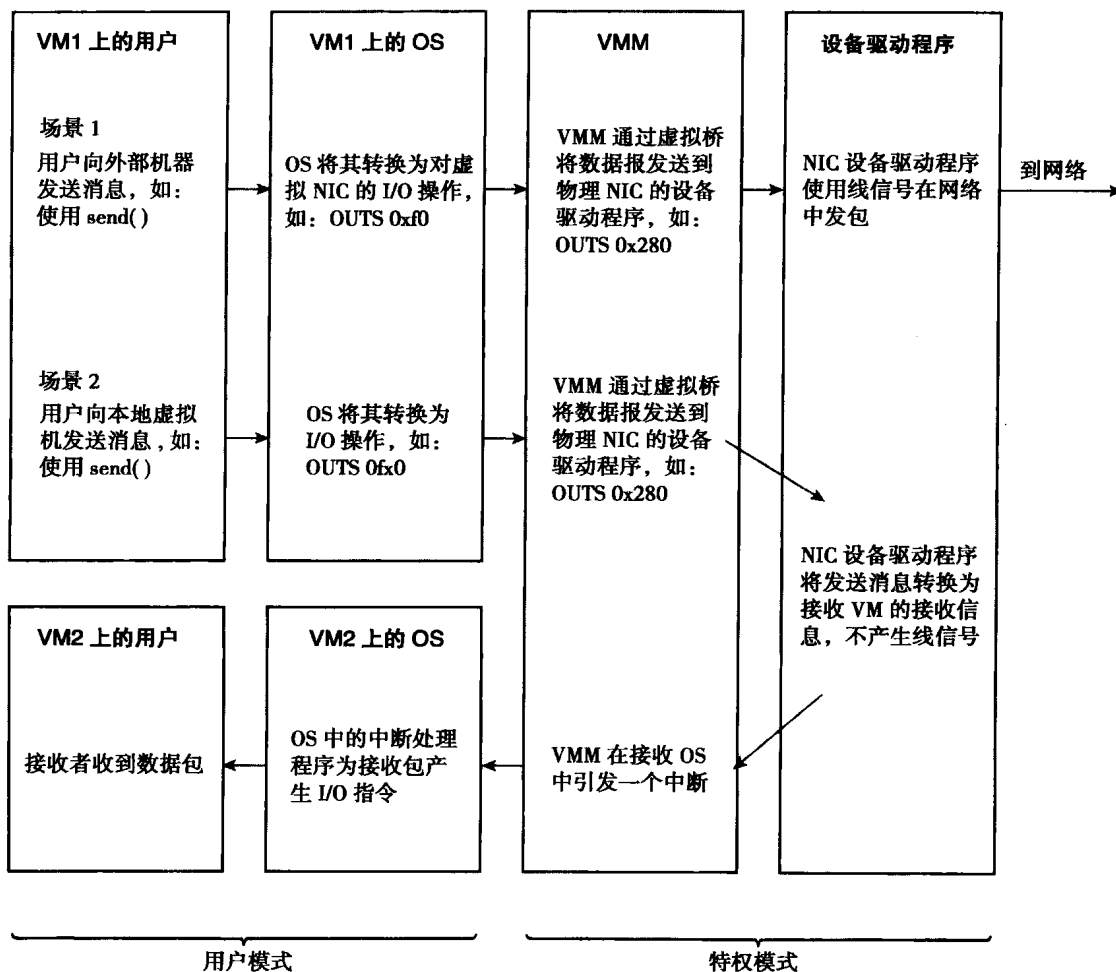 VM1 上的用户
VM1 上的 OS
VMM
设备驱动程序
场景 1
用户向外部机器
发送消息，如：
使用 send( )
OS 将其转换为对虚
拟 NIC 的 I/O 操作，
如：OUTS 0xf0
VMM 通过虚拟桥
将数据报发送到
物理 NIC 的设备
驱动程序，如：
OUTS 0x280
NIC 设备驱动程序
使用线信号在网络
中发包
到网络
场景 2
用户向本地虚拟
机发送消息，如：
使用 send( )
OS 将其转换为
I/O 操作，如：
OUTS 0fx0
VMM 通过虚拟桥
将数据报发送到
物理 NIC 的设备
驱动程序，如：
OUTS 0x280
NIC 设备驱动程序
将发送消息转换为
接收 VM 的接收信
息，不产生线信号
VM2 上的用户
VM2 上的 OS
接收者收到数据包
OS 中的中断处理
程序为接收包产
生 I/O 指令
VMM 在接收 OS
中引发一个中断
用户模式
特权模式